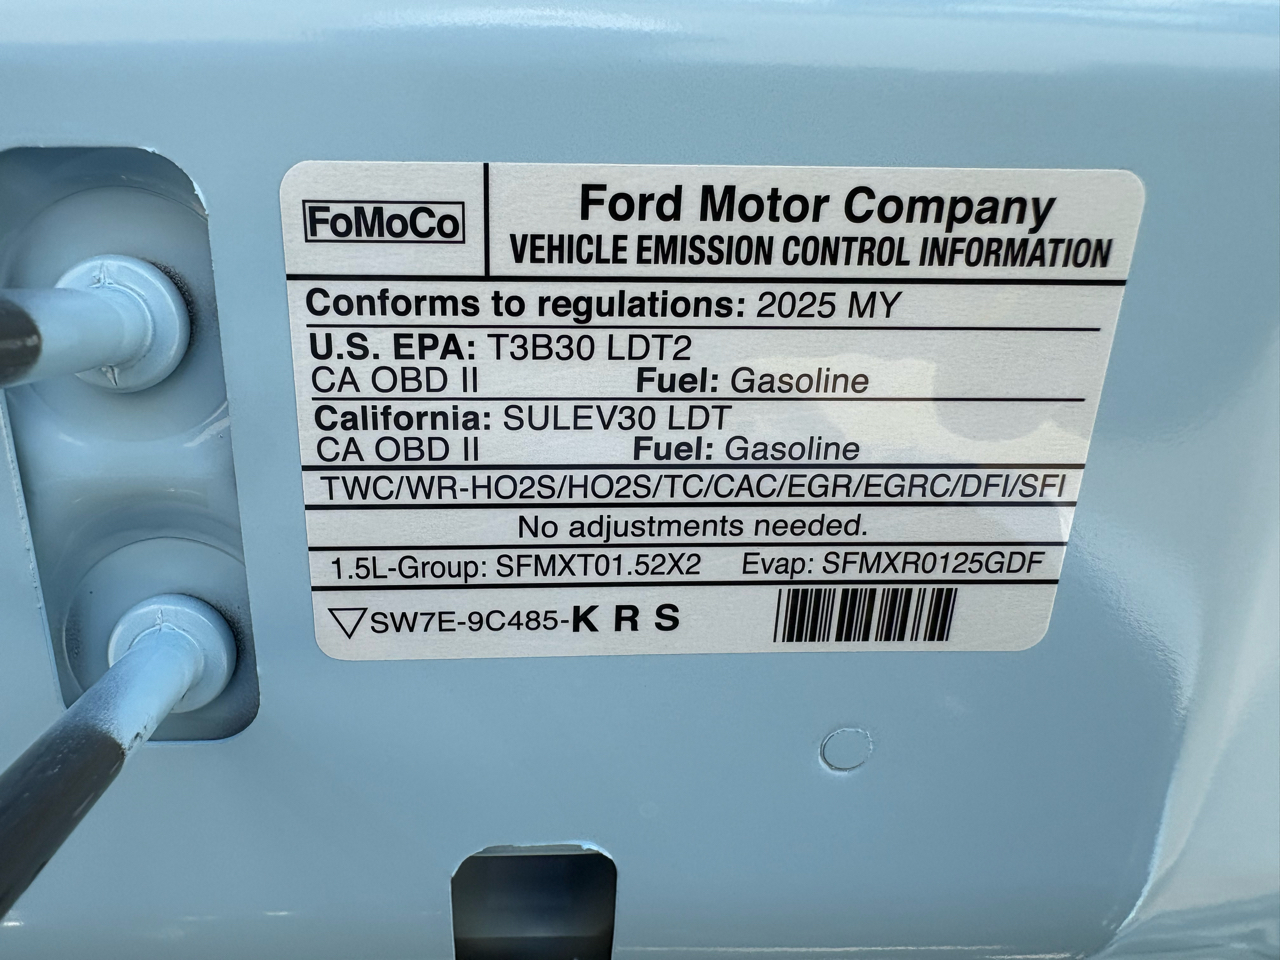 FoMoCo
Ford Motor Company
VEHICLE EMISSION CONTROL INFORMATION
Conforms to regulations: 2025 MY
U.S. EPA: T3B30 LDT2
CA OBD II Fuel: Gasoline
California: SULEV30 LDT
CA OBD II Fuel: Gasoline
TWC/WR-HO2S/HO2S/TC/CAC/EGR/EGRC/DFI/SFI
No adjustments needed.
1.5L-Group: SFMXT01.52X2 Evap: SFMXR0125GDF
SW7E-9C485-K R S